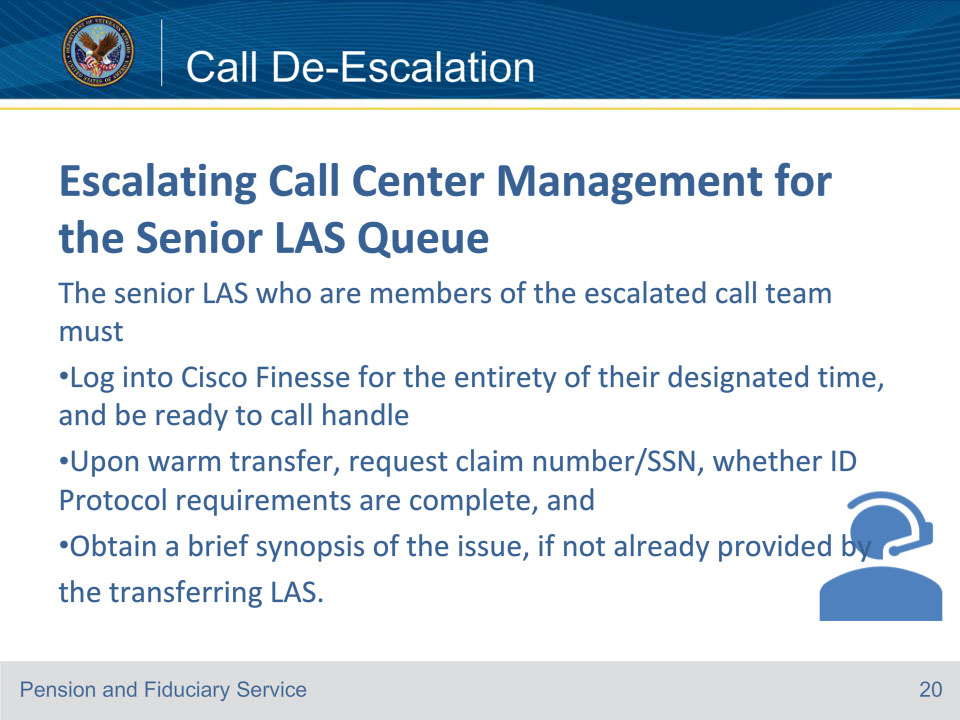 Call De-Escalation
Escalating Call Center Management for
the Senior LAS Queue
The senior LAS who are members of the escalated call team
must
•Log into Cisco Finesse for the entirety of their designated time,
and be ready to call handle
•Upon warm transfer, request claim number/SSN, whether ID
Protocol requirements are complete, and
•Obtain a brief synopsis of the issue, if not already provided by
the transferring LAS.
Pension and Fiduciary Service
20